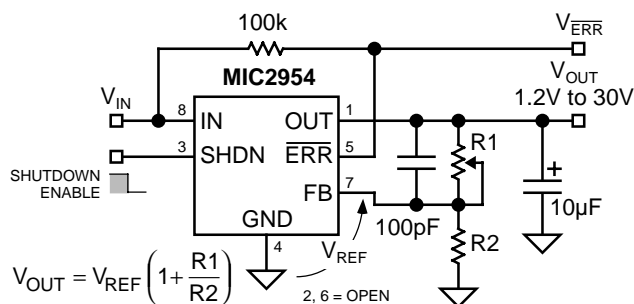 100k
V_ERR
MIC2954
V_IN
V_OUT
1.2V to 30V
8 IN
OUT 1
R1
3 SHDN
ERR 5
SHUTDOWN
ENABLE
FB 7
+
10µF
100pF
GND
4
V_REF
R2
V_OUT = V_REF (1 + R1/R2)
2, 6 = OPEN